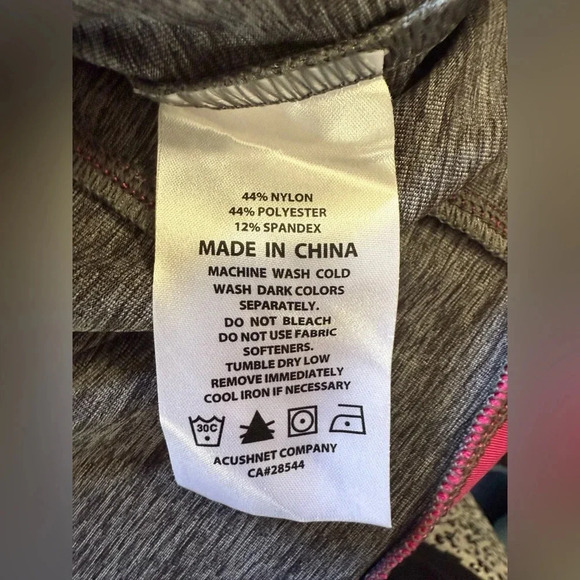 44% NYLON
44% POLYESTER
12% SPANDEX
MADE IN CHINA
MACHINE WASH COLD
WASH DARK COLORS
SEPARATELY.
DO NOT BLEACH
DO NOT USE FABRIC
SOFTENERS.
TUMBLE DRY LOW
REMOVE IMMEDIATELY
COOL IRON IF NECESSARY
30C
ACUSHNET COMPANY
CA#28544